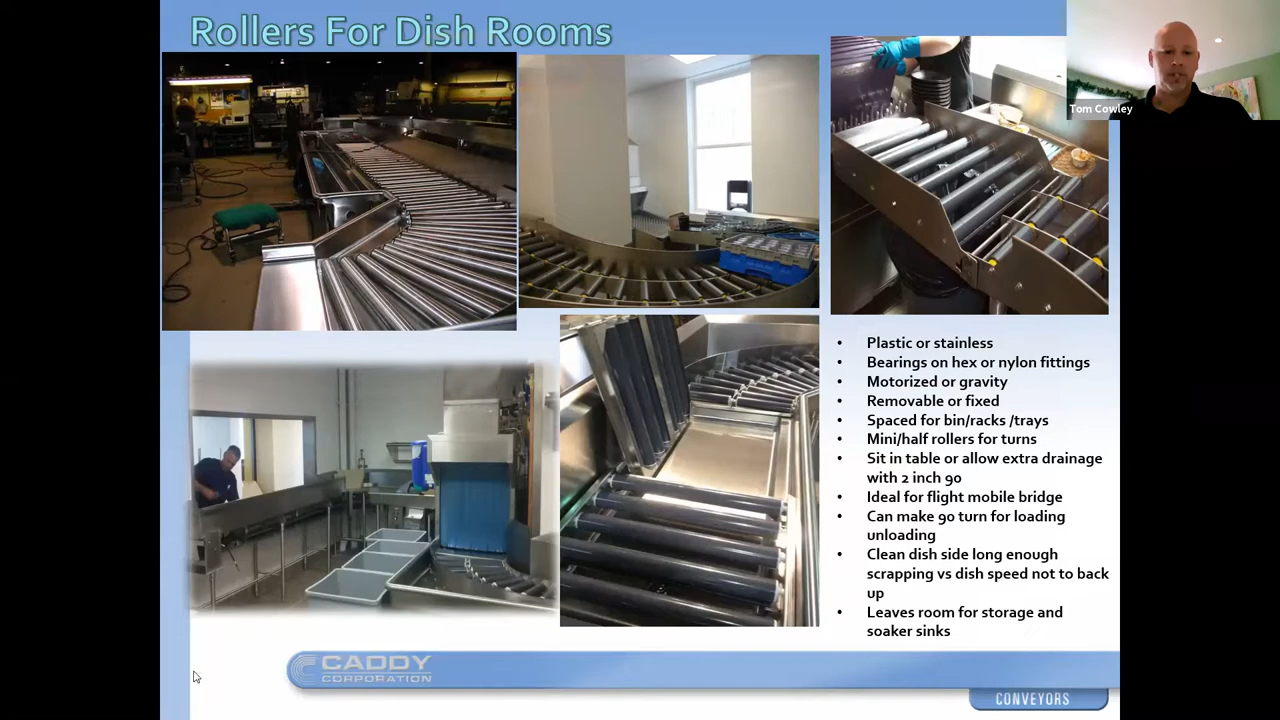 Rollers For Dish Rooms
Tom Cowley
• Plastic or stainless
• Bearings on hex or nylon fittings
• Motorized or gravity
• Removable or fixed
• Spaced for bin/racks /trays
• Mini/half rollers for turns
• Sit in table or allow extra drainage
with 2 inch 90
• Ideal for flight mobile bridge
• Can make 90 turn for loading
unloading
• Clean dish side long enough
scrapping vs dish speed not to back
up
• Leaves room for storage and
soaker sinks
CADDY
CORPORATION
CONVEYORS